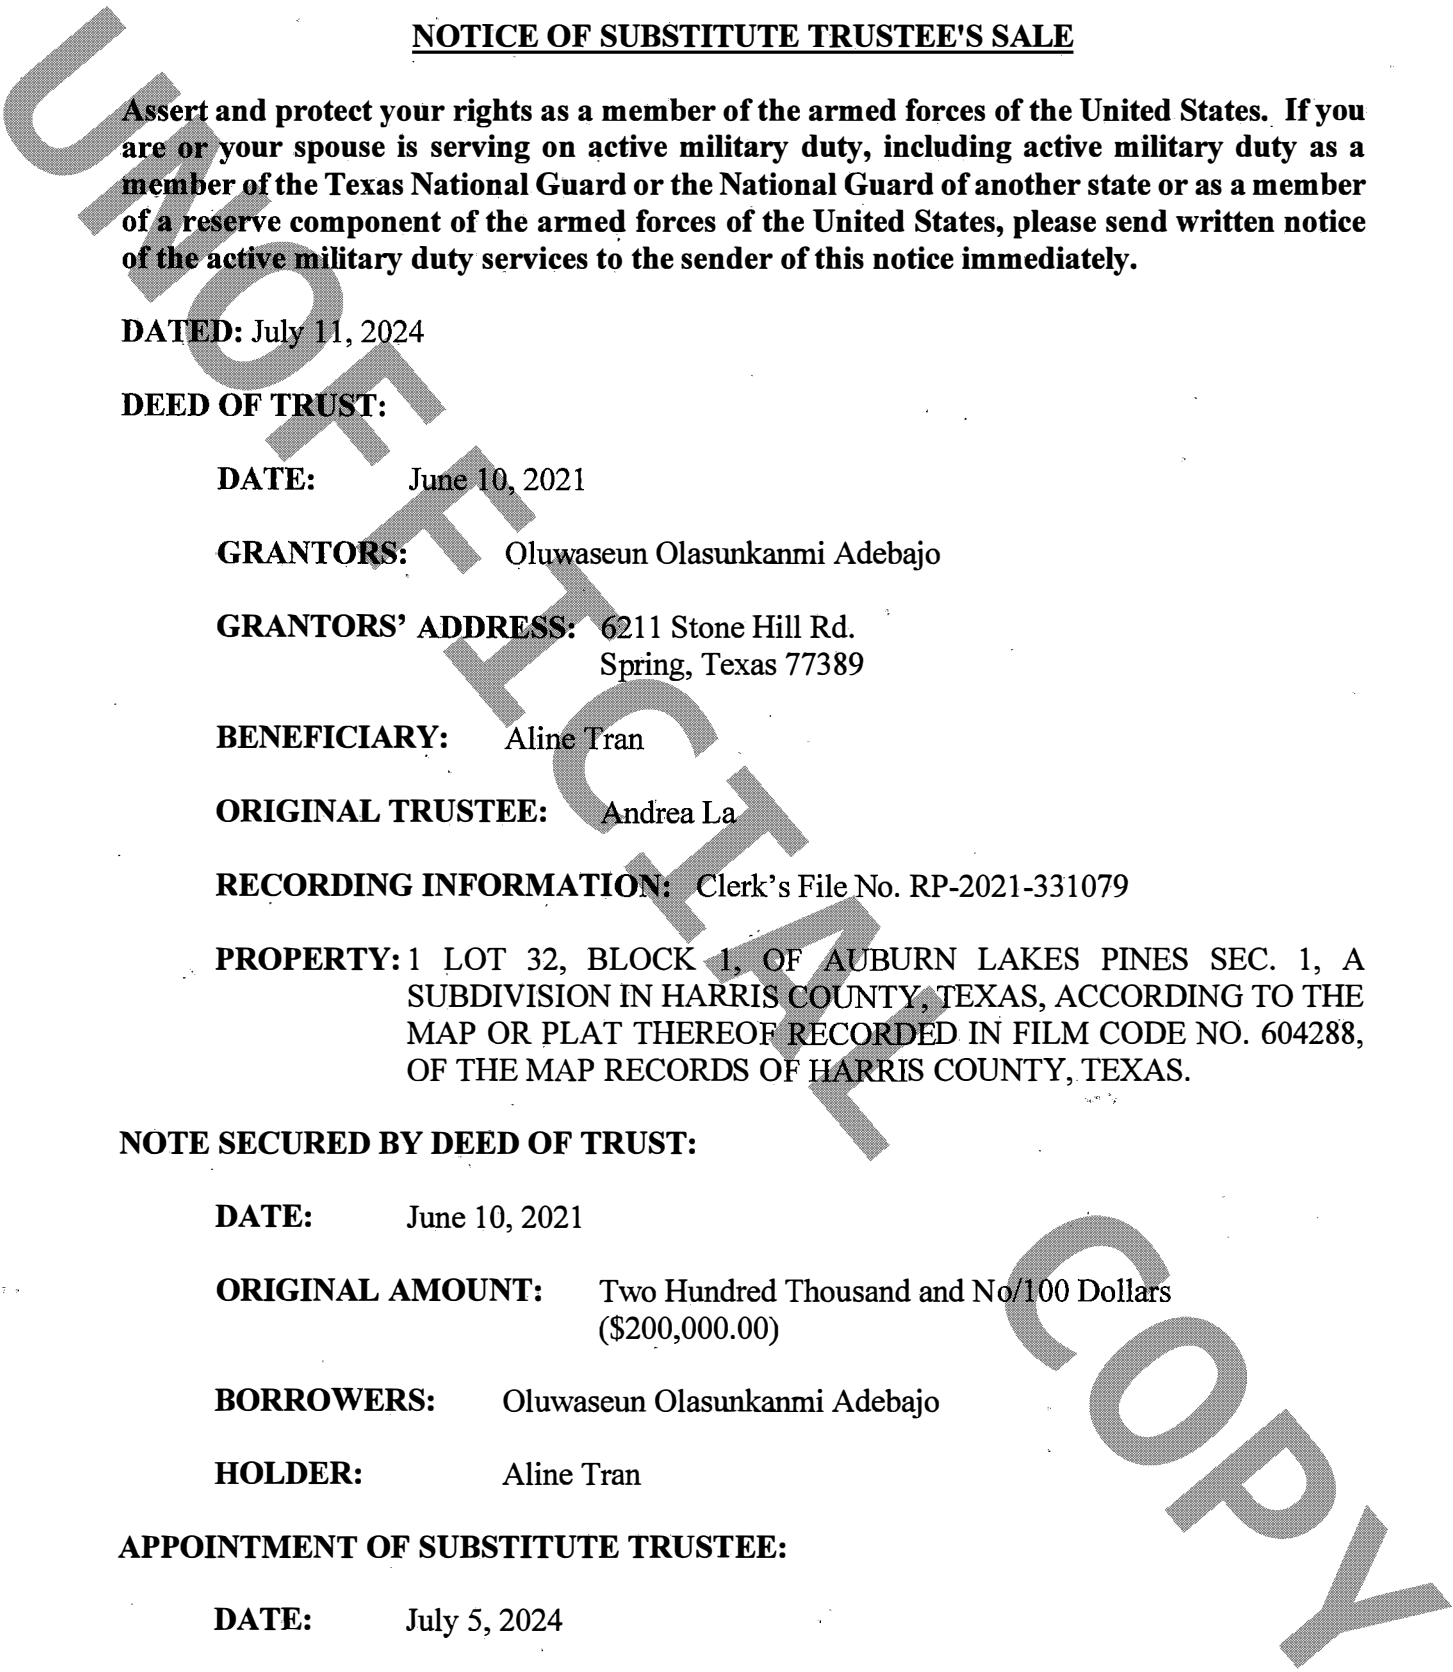 NOTICE OF SUBSTITUTE TRUSTEE'S SALE
Assert and protect your rights as a member of the armed forces of the United States. If you
are or your spouse is serving on active military duty, including active military duty as a
member of the Texas National Guard or the National Guard of another state or as a member
of a reserve component of the armed forces of the United States, please send written notice
of the active military duty services to the sender of this notice immediately.
DATED: July 11, 2024
DEED OF TRUST:
DATE: June 10, 2021
GRANTORS: Oluwaseun Olasunkanmi Adebajo
GRANTORS' ADDRESS: 6211 Stone Hill Rd.
Spring, Texas 77389
BENEFICIARY: Aline Tran
ORIGINAL TRUSTEE: Andrea La
RECORDING INFORMATION: Clerk's File No. RP-2021-331079
PROPERTY: 1 LOT 32, BLOCK 1, OF AUBURN LAKES PINES SEC. 1, A
SUBDIVISION IN HARRIS COUNTY, TEXAS, ACCORDING TO THE
MAP OR PLAT THEREOF RECORDED IN FILM CODE NO. 604288,
OF THE MAP RECORDS OF HARRIS COUNTY, TEXAS.
NOTE SECURED BY DEED OF TRUST:
DATE: June 10, 2021
ORIGINAL AMOUNT: Two Hundred Thousand and No/100 Dollars
($200,000.00)
BORROWERS: Oluwaseun Olasunkanmi Adebajo
HOLDER: Aline Tran
APPOINTMENT OF SUBSTITUTE TRUSTEE:
DATE: July 5, 2024
UNOFFICIAL COPY